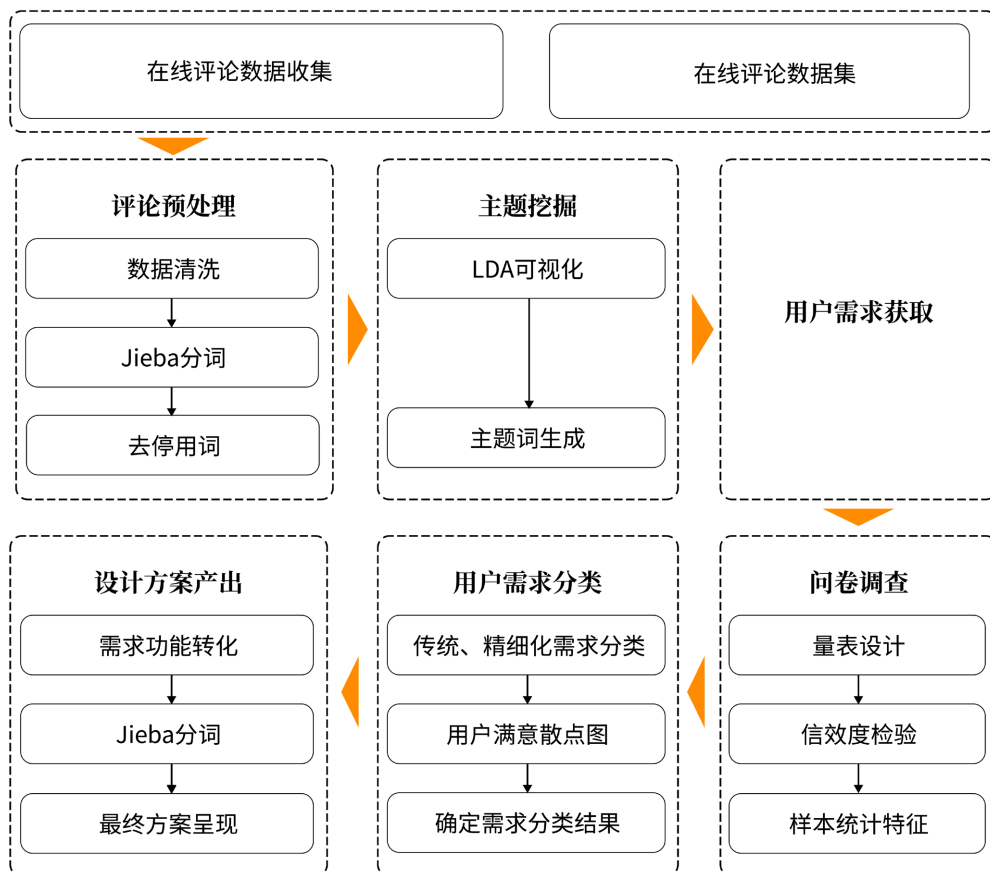 在线评论数据收集
在线评论数据集
评论预处理
数据清洗
Jieba分词
去停用词
主题挖掘
LDA可视化
主题词生成
用户需求获取
设计方案产出
需求功能转化
Jieba分词
最终方案呈现
用户需求分类
传统、精细化需求分类
用户满意散点图
确定需求分类结果
问卷调查
量表设计
信效度检验
样本统计特征